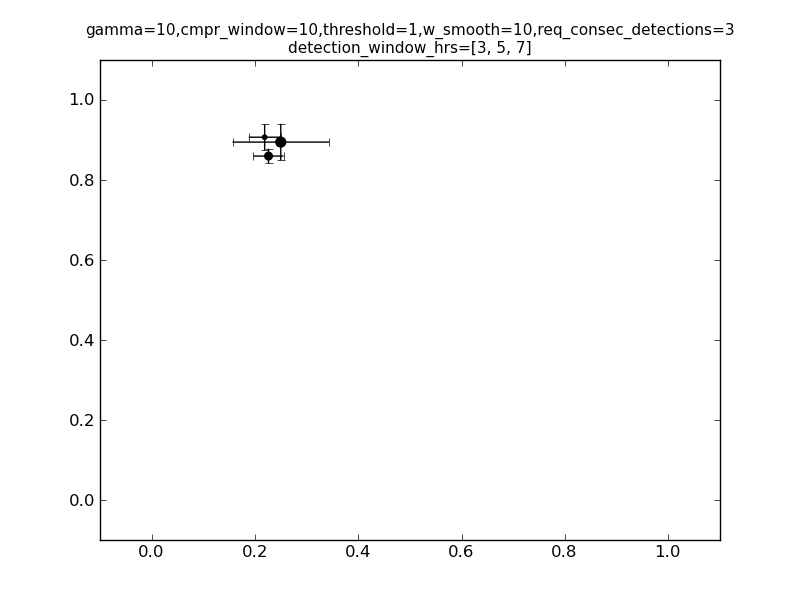 gamma=10,cmpr_window=10,threshold=1,w_smooth=10,req_consec_detections=3
detection_window_hrs=[3, 5, 7]
1.0
0.8
0.6
0.4
0.2
0.0
0.0 0.2 0.4 0.6 0.8 1.0